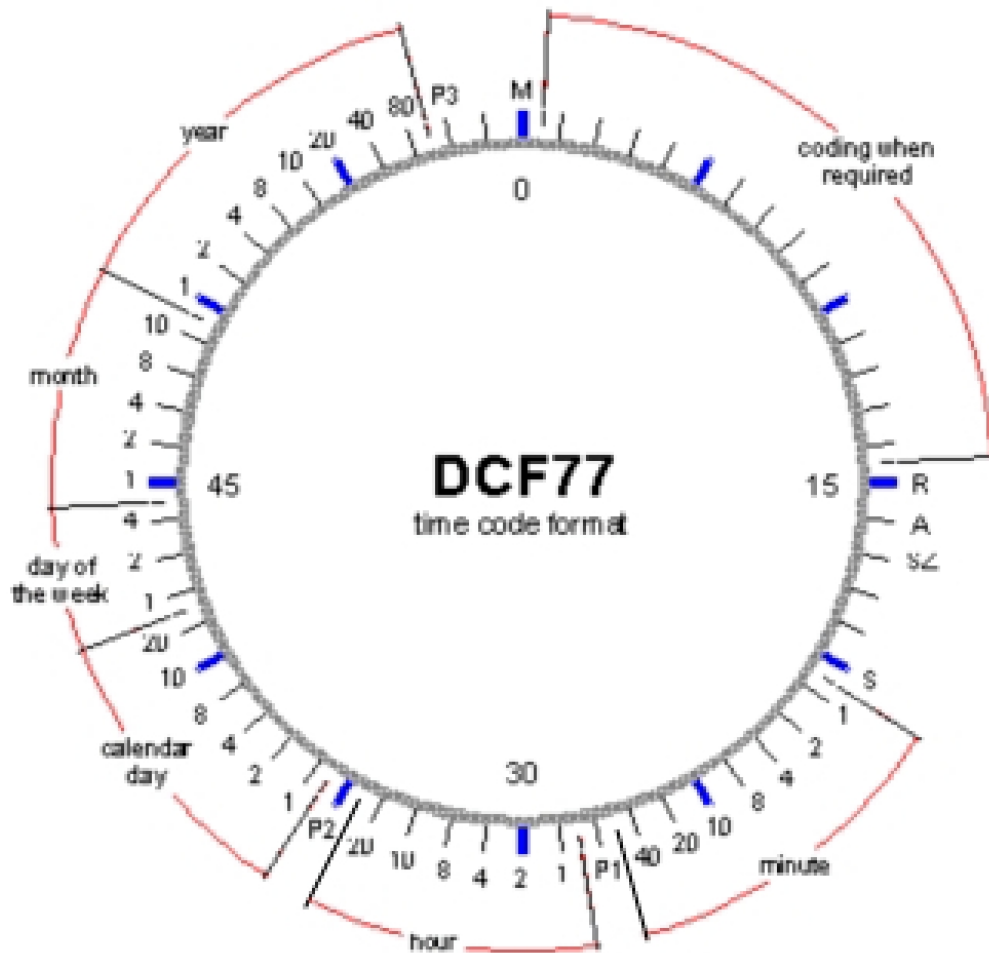 DCF77
time code format
M
0
coding when
required
15
R
A
SZ
S
1
2
4
8
10
20
40
minute
P1
30
1
2
4
8
10
20
hour
P2
1
2
4
8
10
20
calendar
day
1
2
4
day of
the week
45
1
2
4
8
10
month
1
2
4
8
10
20
40
80
year
P3